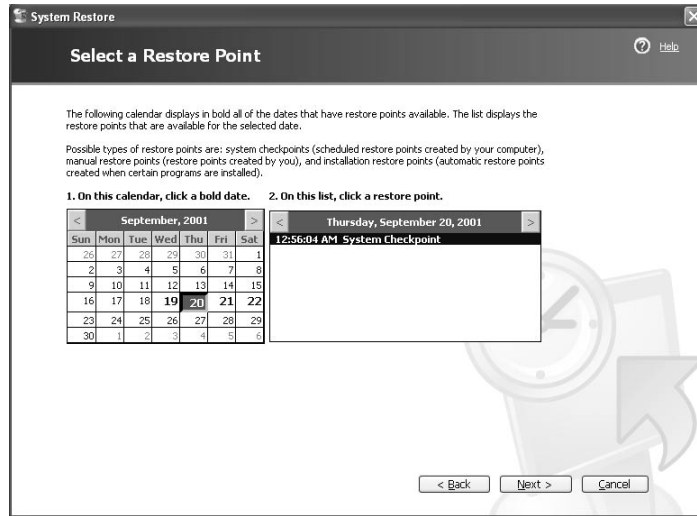 System Restore
Select a Restore Point
Help
The following calendar displays in bold all of the dates that have restore points available. The list displays the
restore points that are available for the selected date.
Possible types of restore points are: system checkpoints (scheduled restore points created by your computer),
manual restore points (restore points created by you), and installation restore points (automatic restore points
created when certain programs are installed).
1. On this calendar, click a bold date. 2. On this list, click a restore point.
< September, 2001 > < Thursday, September 20, 2001 >
Sun Mon Tue Wed Thu Fri Sat 12:56:04 AM System Checkpoint
26 27 28 29 30 31 1
2 3 4 5 6 7 8
9 10 11 12 13 14 15
16 17 18 19 20 21 22
23 24 25 26 27 28 29
30 1 2 3 4 5 6
< Back Next > Cancel